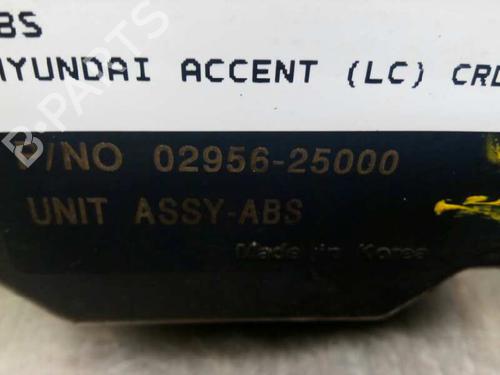 BS
HYUNDAI ACCENT (LC) CRD
P/NO 02956-25000
UNIT ASSY-ABS
Made in Korea
B-PARTS